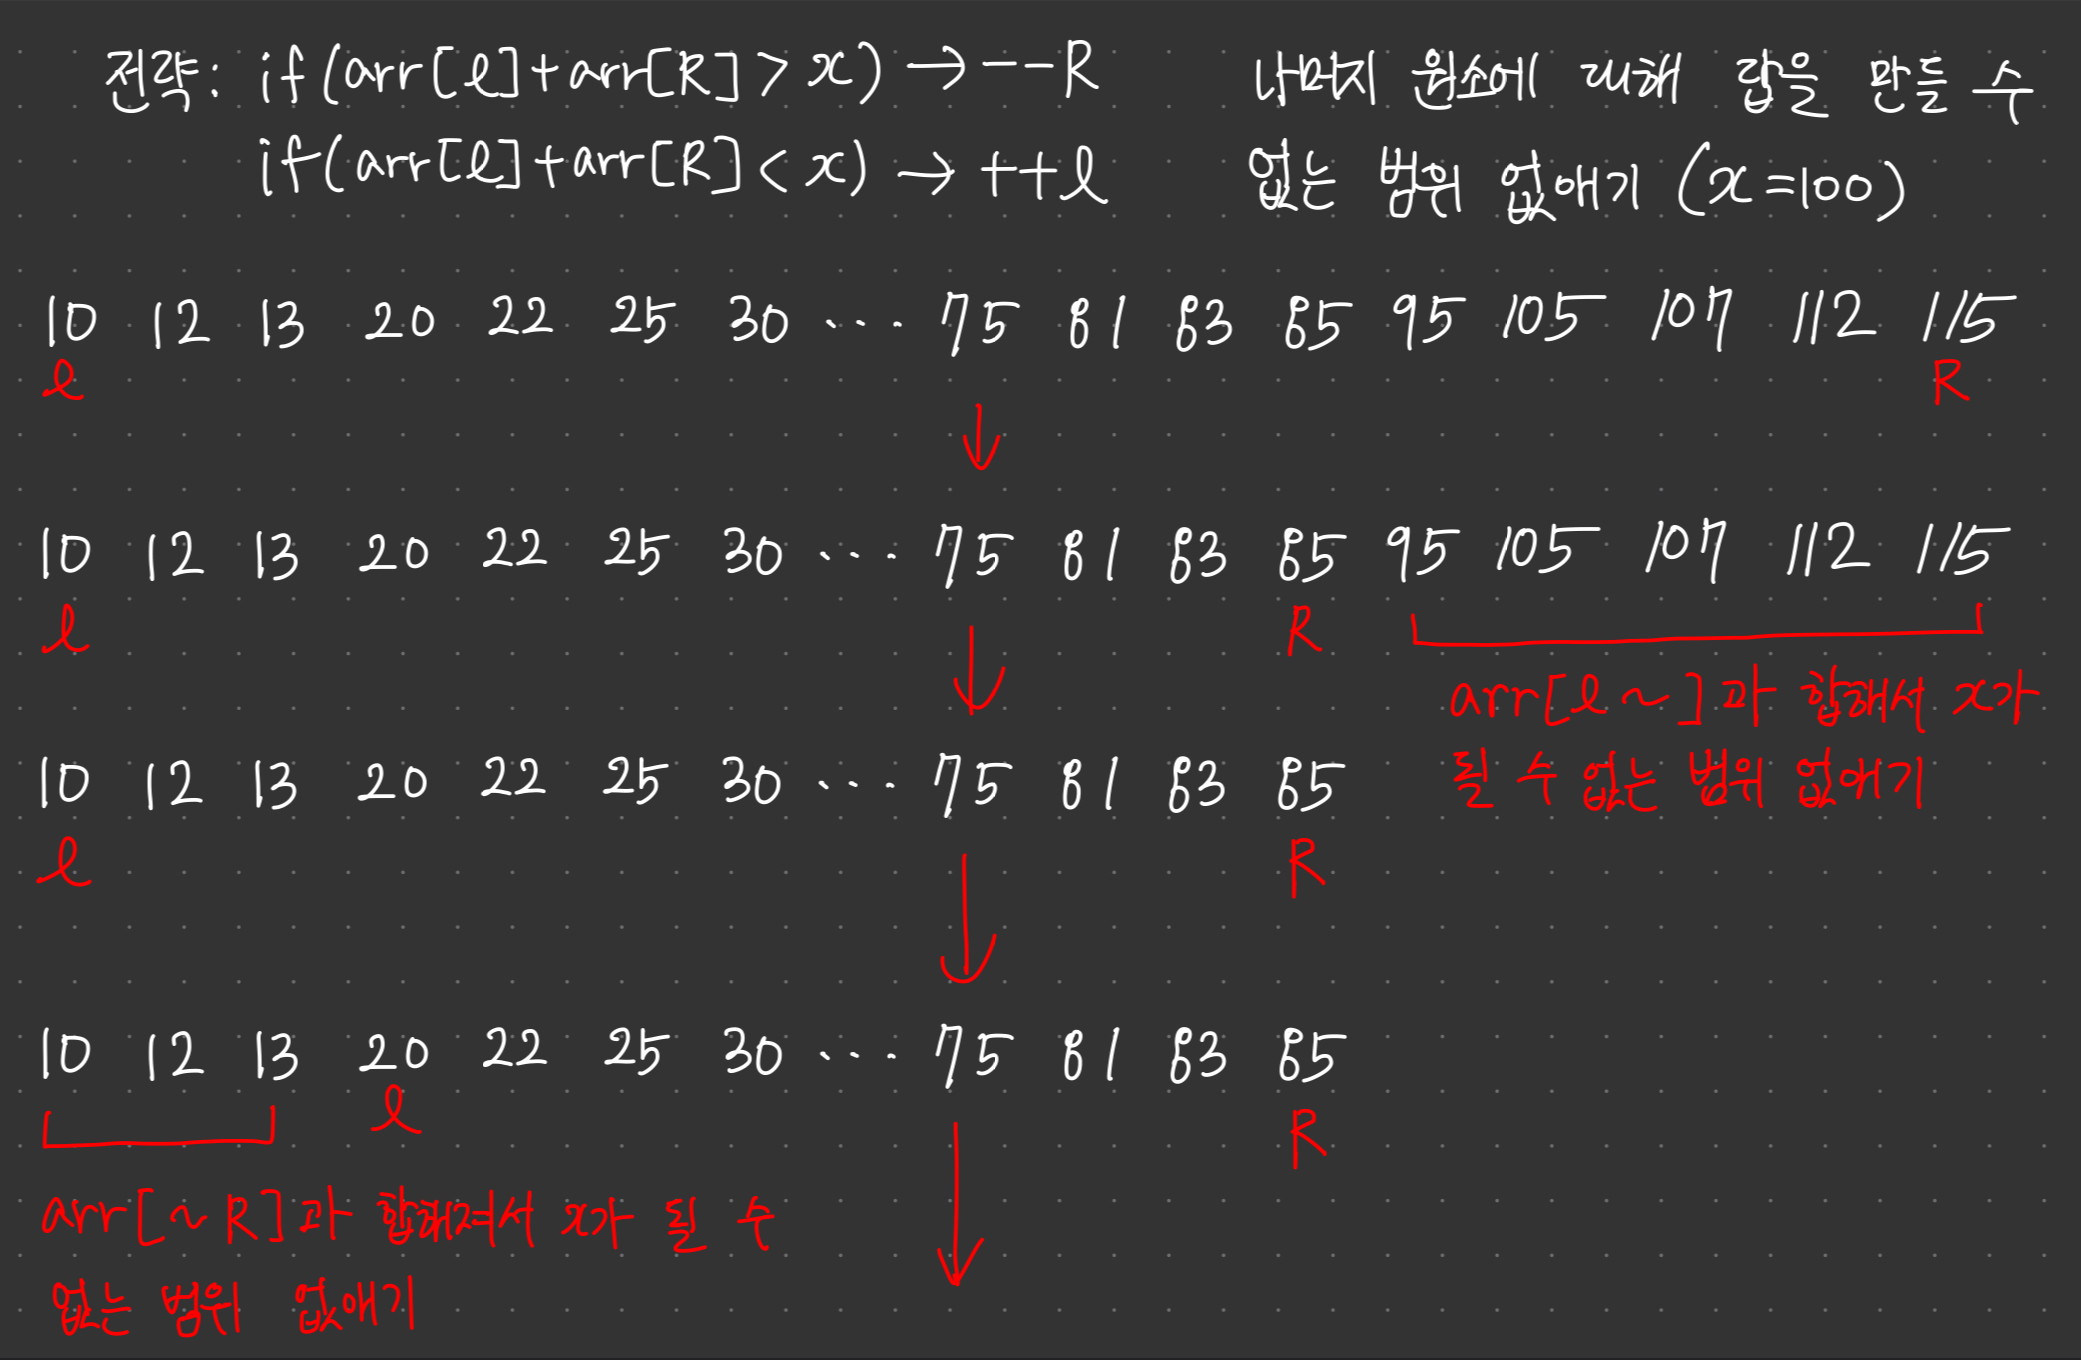 전략: if(arr[l]+arr[R]>x)→--R
if(arr[l]+arr[R]<x)→++l
나머지 원소에 대해 답을 만들 수
없는 범위 없애기 (x=100)
10 12 13 20 22 25 30 ... 75 81 83 85 95 105 107 112 115
l R
↓
10 12 13 20 22 25 30 ... 75 81 83 85 95 105 107 112 115
l R
↓
arr[l~]과 합해서 x가
될 수 없는 범위 없애기
10 12 13 20 22 25 30 ... 75 81 83 85
l R
↓
10 12 13 20 22 25 30 ... 75 81 83 85
l R
↓
arr[~R]과 합해져서 x가 될 수
없는 범위 없애기